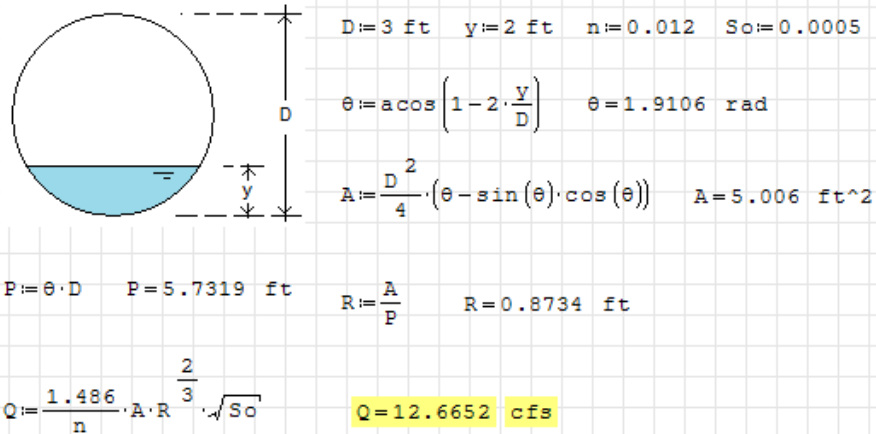 D:=3 ft y:=2 ft n:=0.012 So:=0.0005
D
θ:=acos(1-2·y/D) θ=1.9106 rad
y
A:=D^2/4·(θ-sin(θ)·cos(θ)) A=5.006 ft^2
P:=θ·D P=5.7319 ft
R:=A/P R=0.8734 ft
Q:=1.486/n·A·R^(2/3)·√So Q=12.6652 cfs